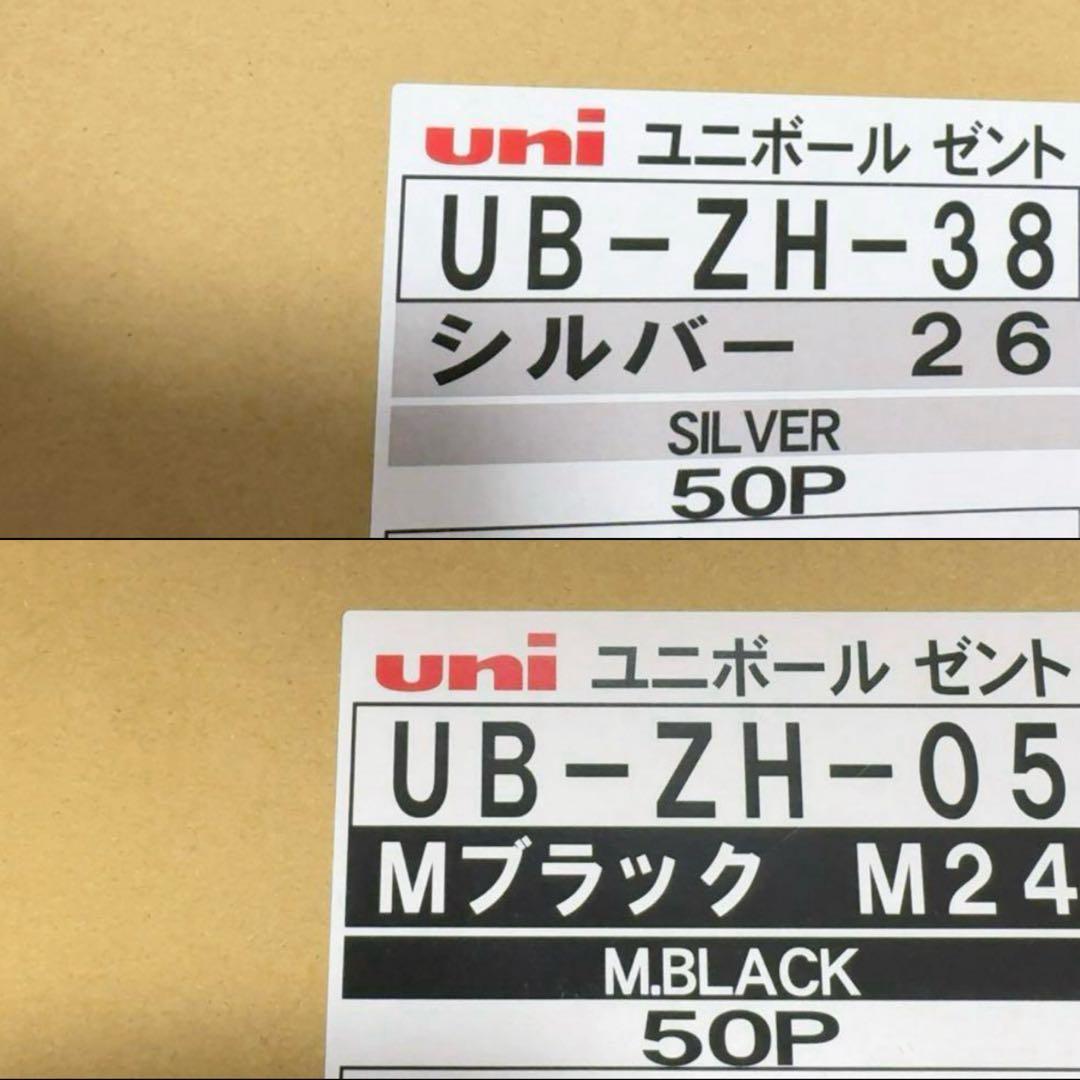 uni ユニボール ゼント
UB-ZH-38
シルバー 26
SILVER
50P
uni ユニボール ゼント
UB-ZH-05
Mブラック M24
M.BLACK
50P